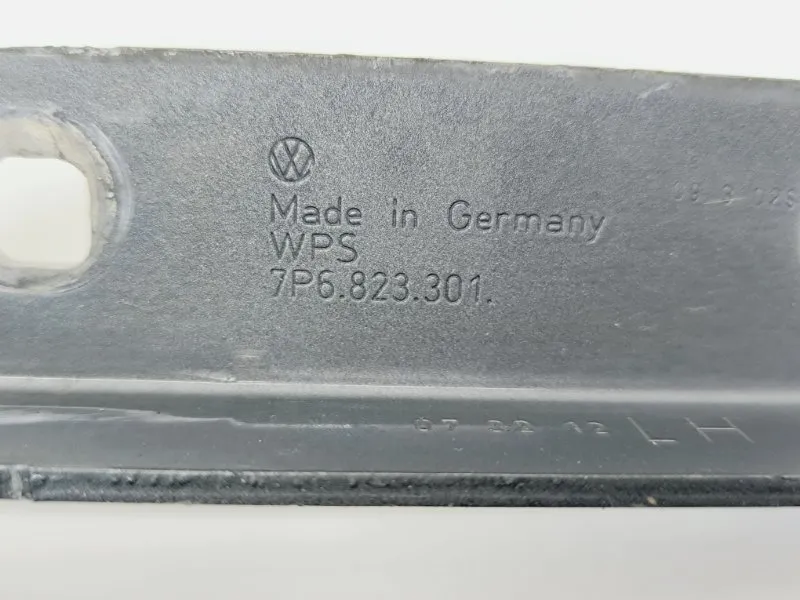 Made in Germany
WPS
7P6.823.301.
LH